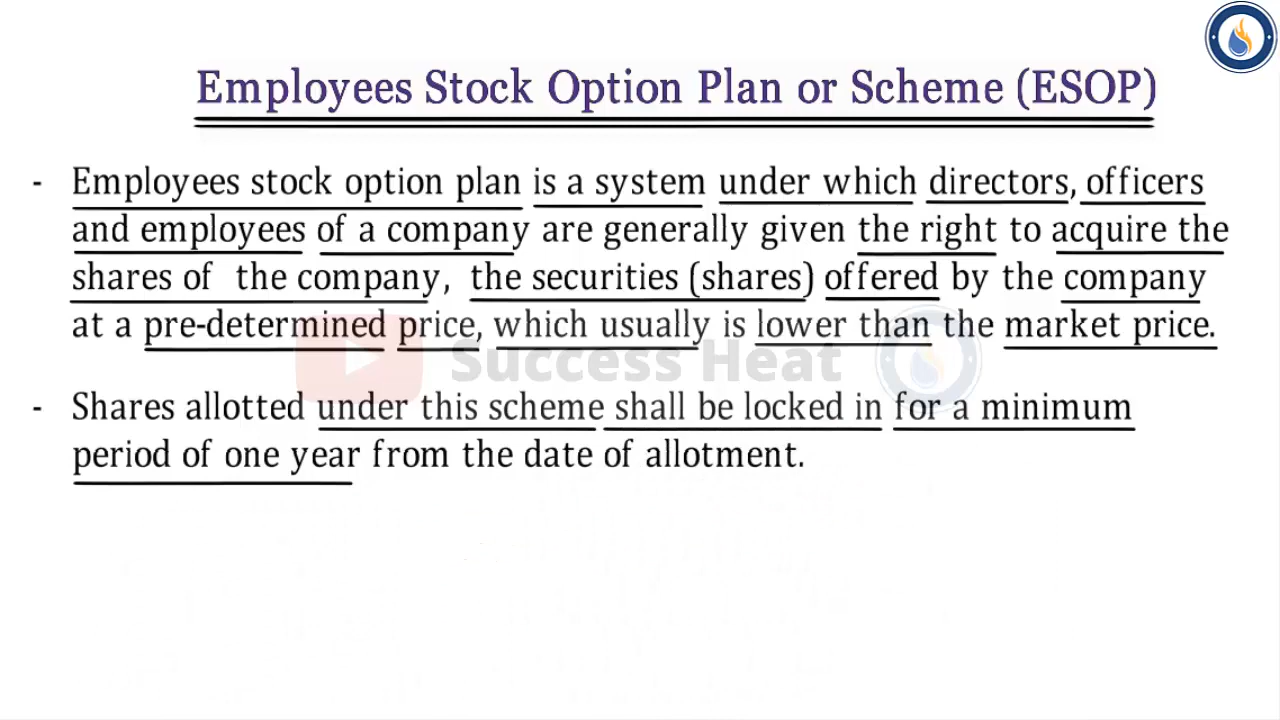 Employees Stock Option Plan or Scheme (ESOP)
- Employees stock option plan is a system under which directors, officers
and employees of a company are generally given the right to acquire the
shares of the company, the securities (shares) offered by the company
at a pre-determined price, which usually is lower than the market price.
Success Heat
- Shares allotted under this scheme shall be locked in for a minimum
period of one year from the date of allotment.